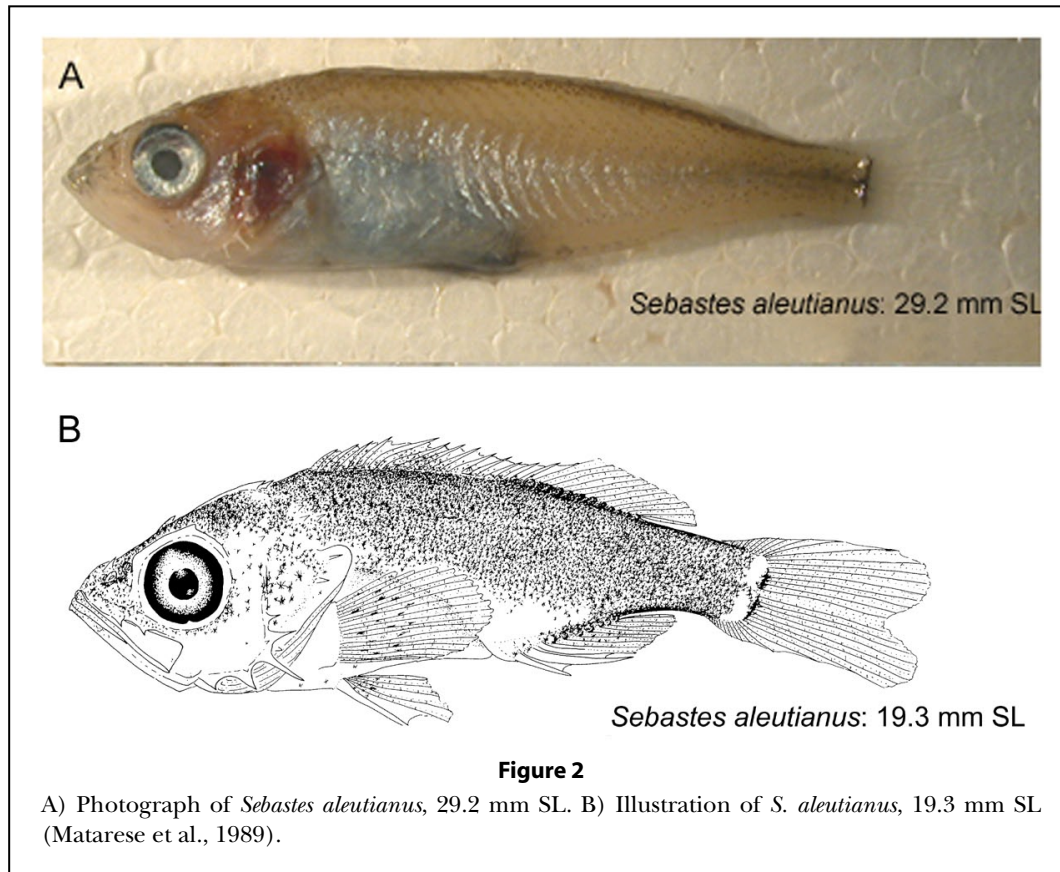 A
Sebastes aleutianus: 29.2 mm SL
B
Sebastes aleutianus: 19.3 mm SL
Figure 2
A) Photograph of Sebastes aleutianus, 29.2 mm SL. B) Illustration of S. aleutianus, 19.3 mm SL
(Matarese et al., 1989).